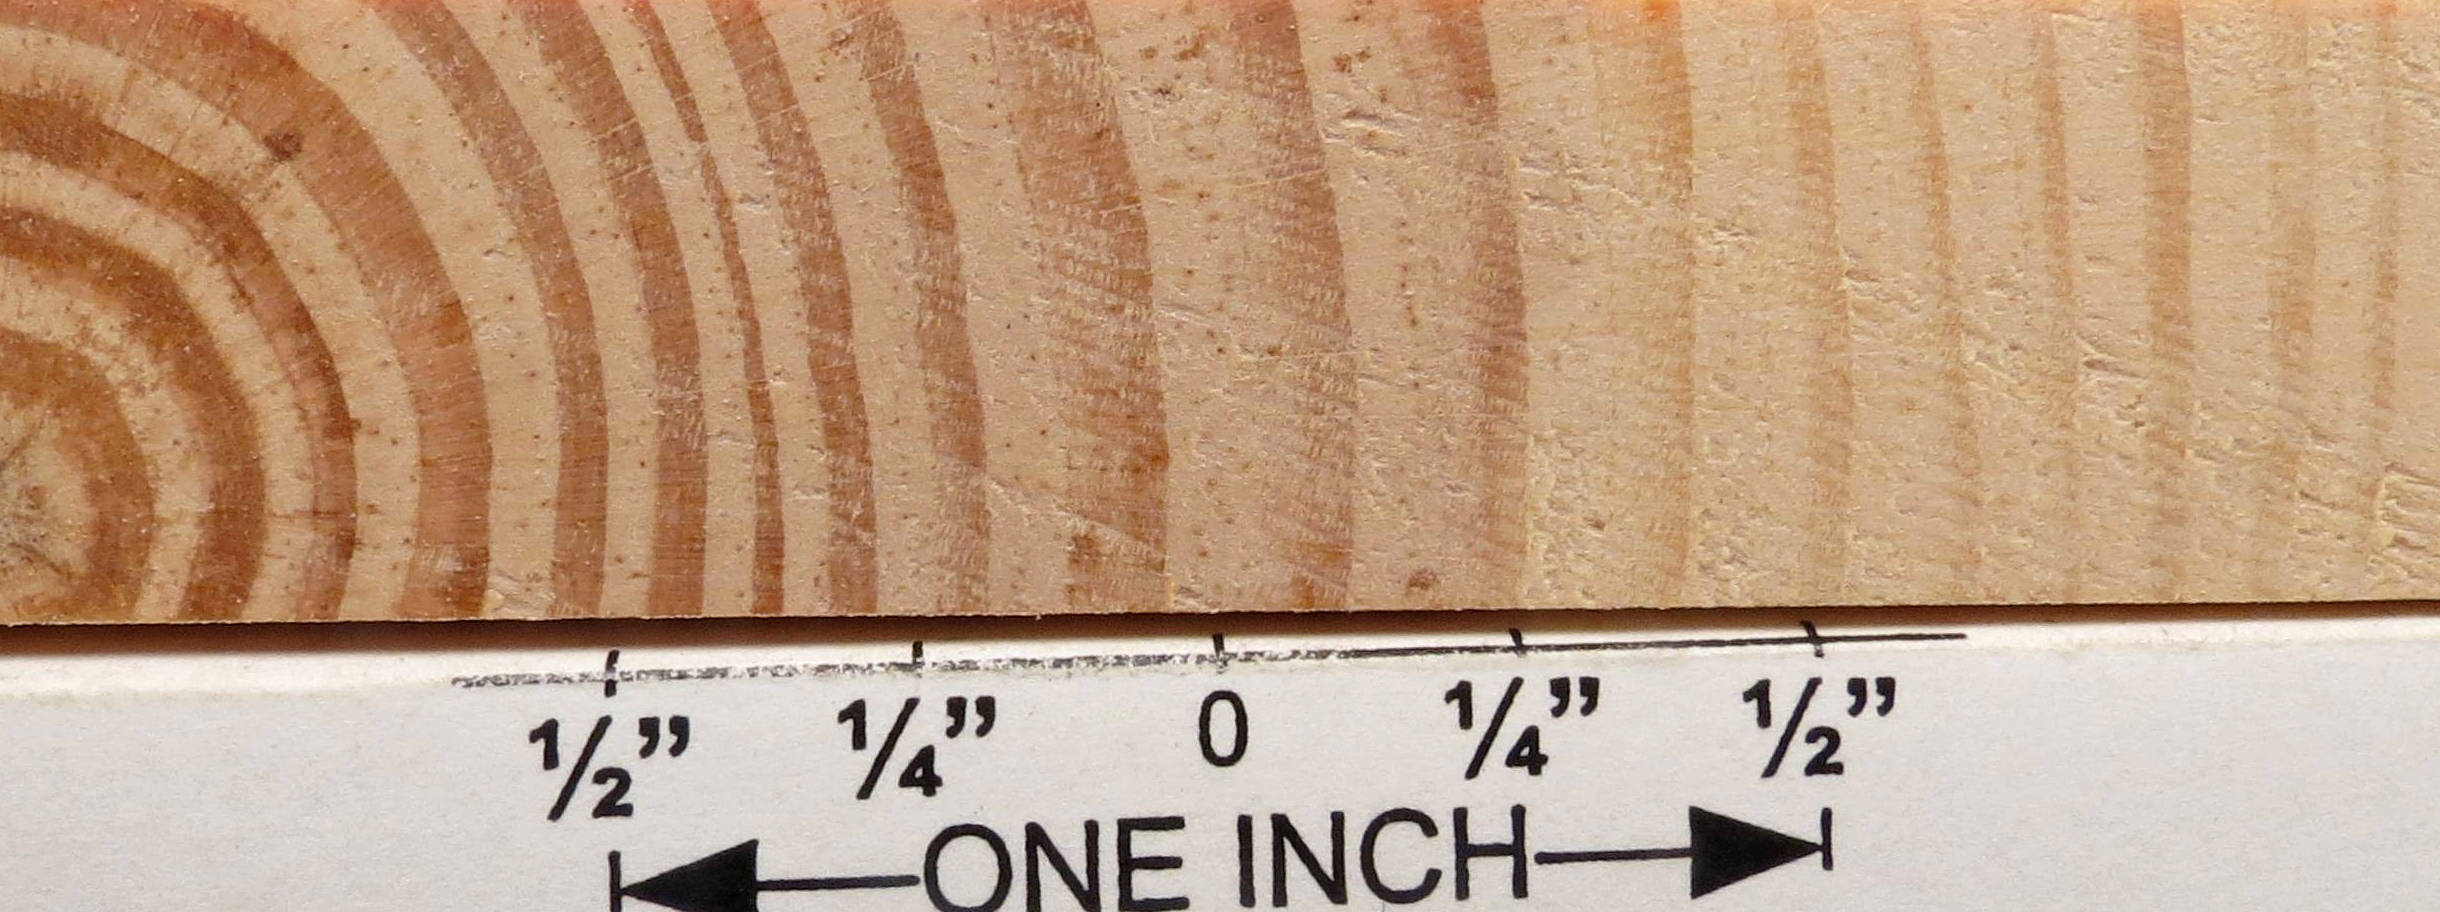 ½” ¼” 0 ¼” ½”
ONE INCH